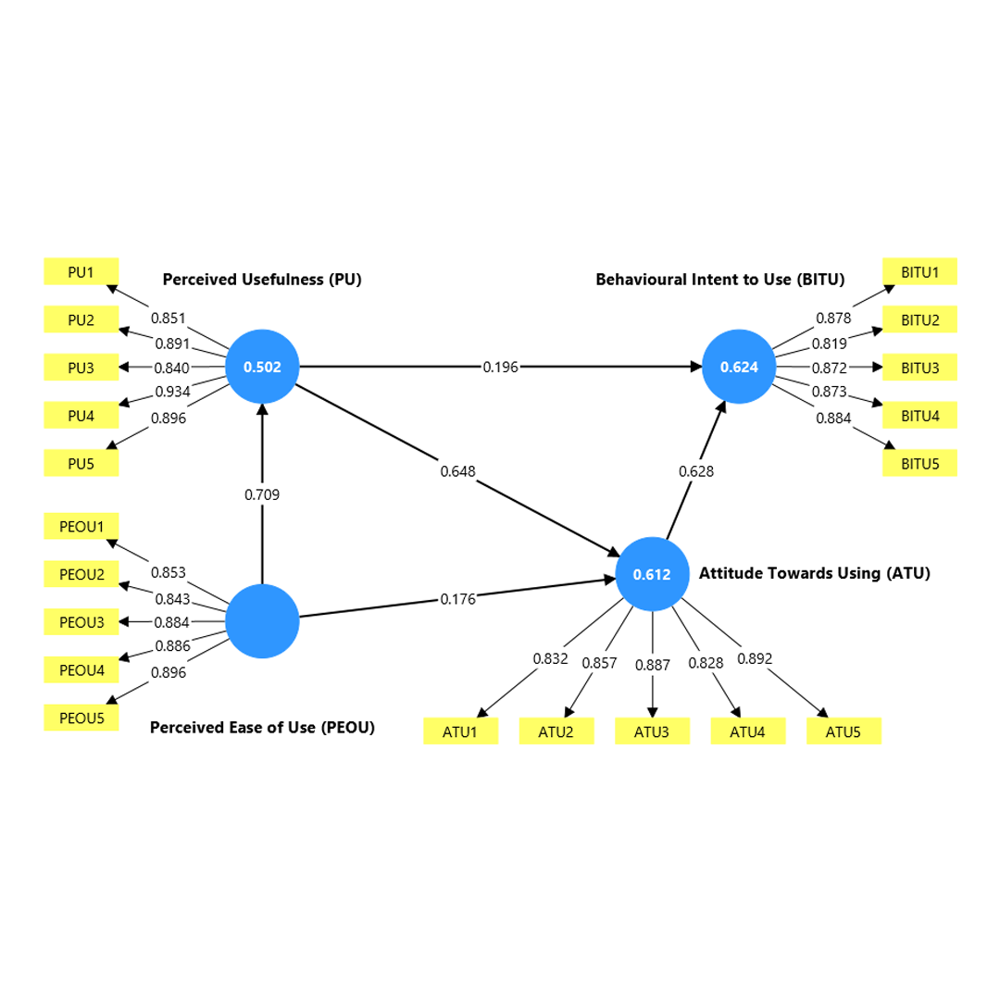 PU1
Perceived Usefulness (PU)
Behavioural Intent to Use (BITU)
BITU1
0.851
0.878
PU2
BITU2
0.891
0.819
PU3
0.840
0.502
0.196
0.624
0.872
BITU3
0.934
0.873
PU4
0.896
0.884
BITU4
PU5
BITU5
0.648
0.628
0.709
PEOU1
0.853
PEOU2
0.612
Attitude Towards Using (ATU)
0.843
0.176
PEOU3
0.884
0.886
PEOU4
0.896
0.832
0.857
0.887
0.828
0.892
PEOU5
Perceived Ease of Use (PEOU)
ATU1
ATU2
ATU3
ATU4
ATU5